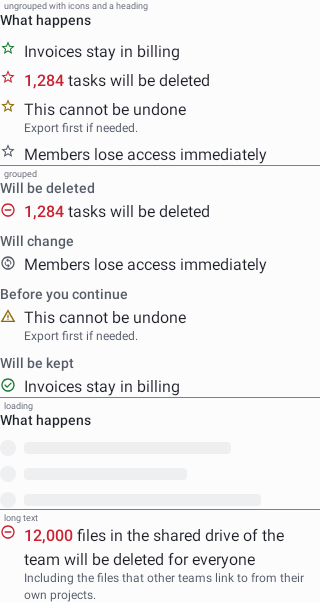 ungrouped with icons and a heading
What happens
Invoices stay in billing
1,284 tasks will be deleted
This cannot be undone
Export first if needed.
Members lose access immediately
grouped
Will be deleted
1,284 tasks will be deleted
Will change
Members lose access immediately
Before you continue
This cannot be undone
Export first if needed.
Will be kept
Invoices stay in billing
loading
What happens
long text
12,000 files in the shared drive of the
team will be deleted for everyone
Including the files that other teams link to from their
own projects.